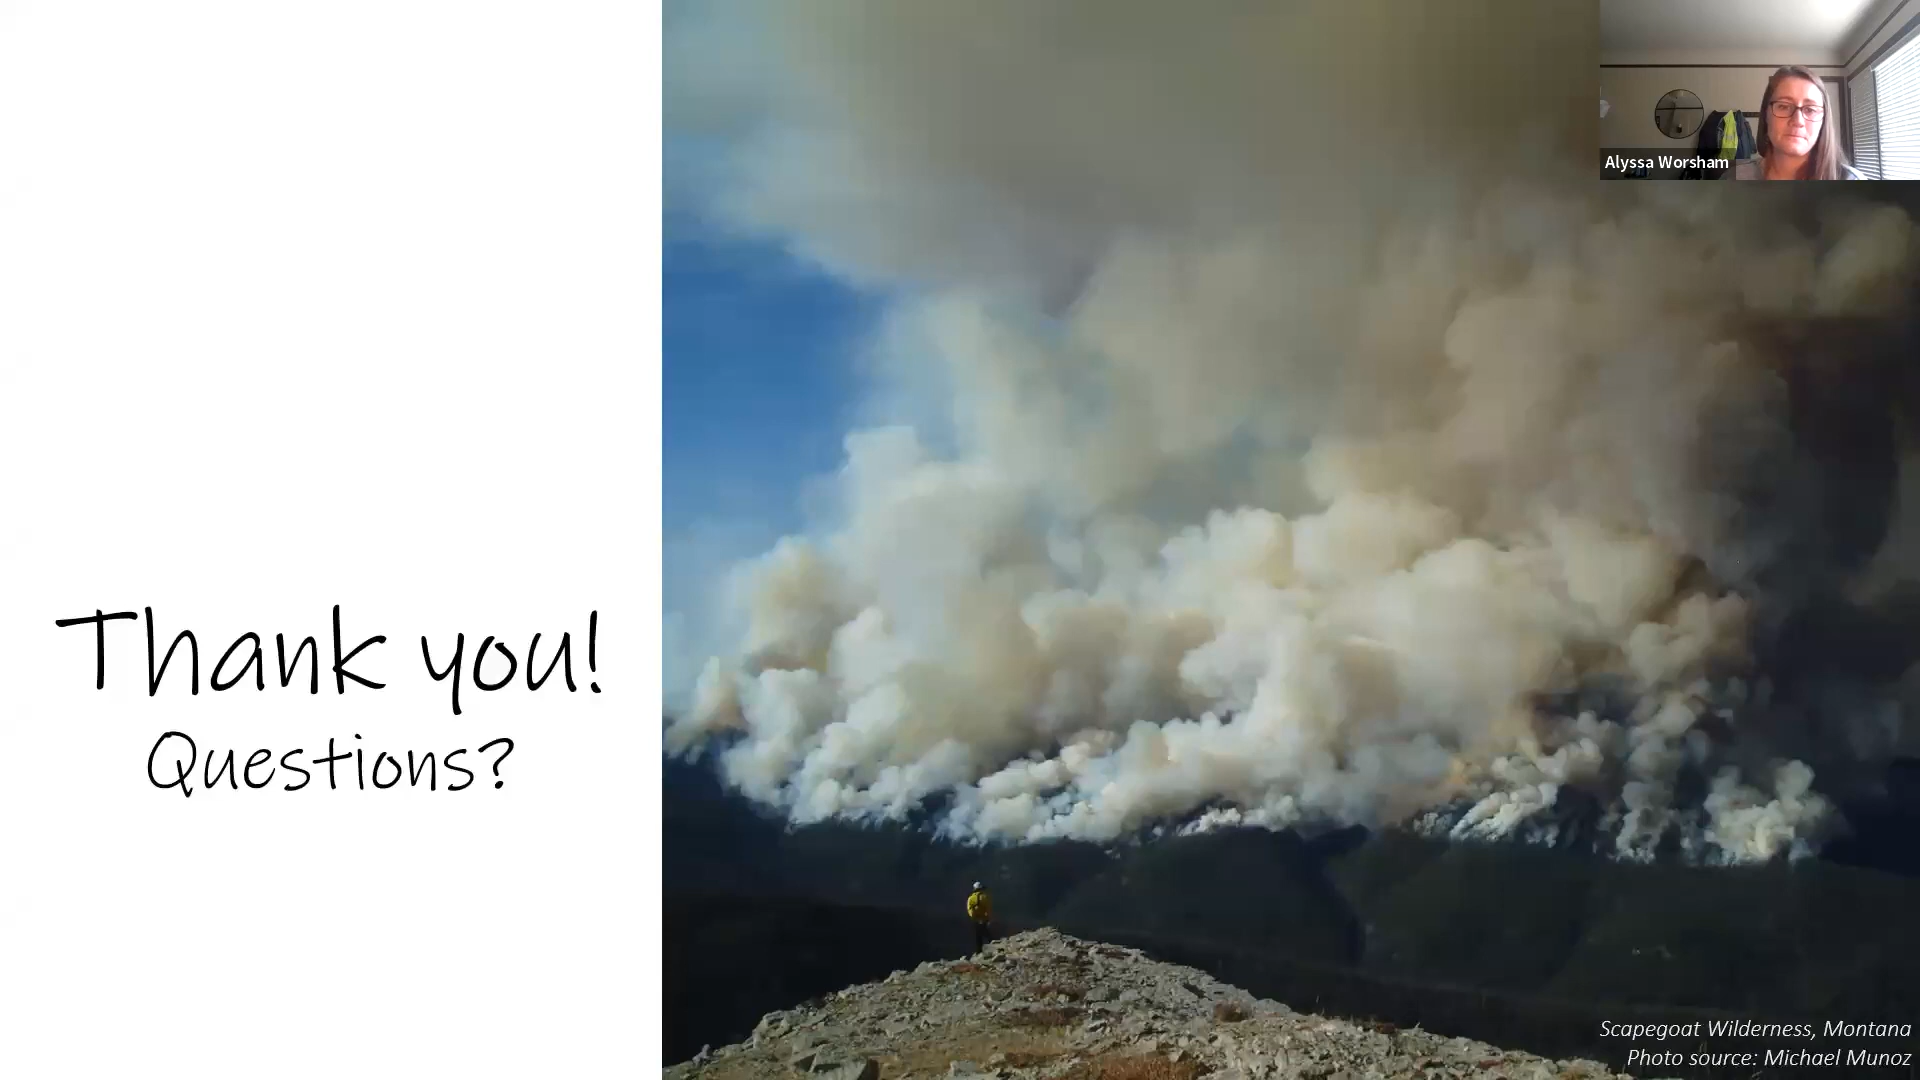 Alyssa Worsham
Thank you!
Questions?
Scapegoat Wilderness, Montana
Photo source: Michael Munoz